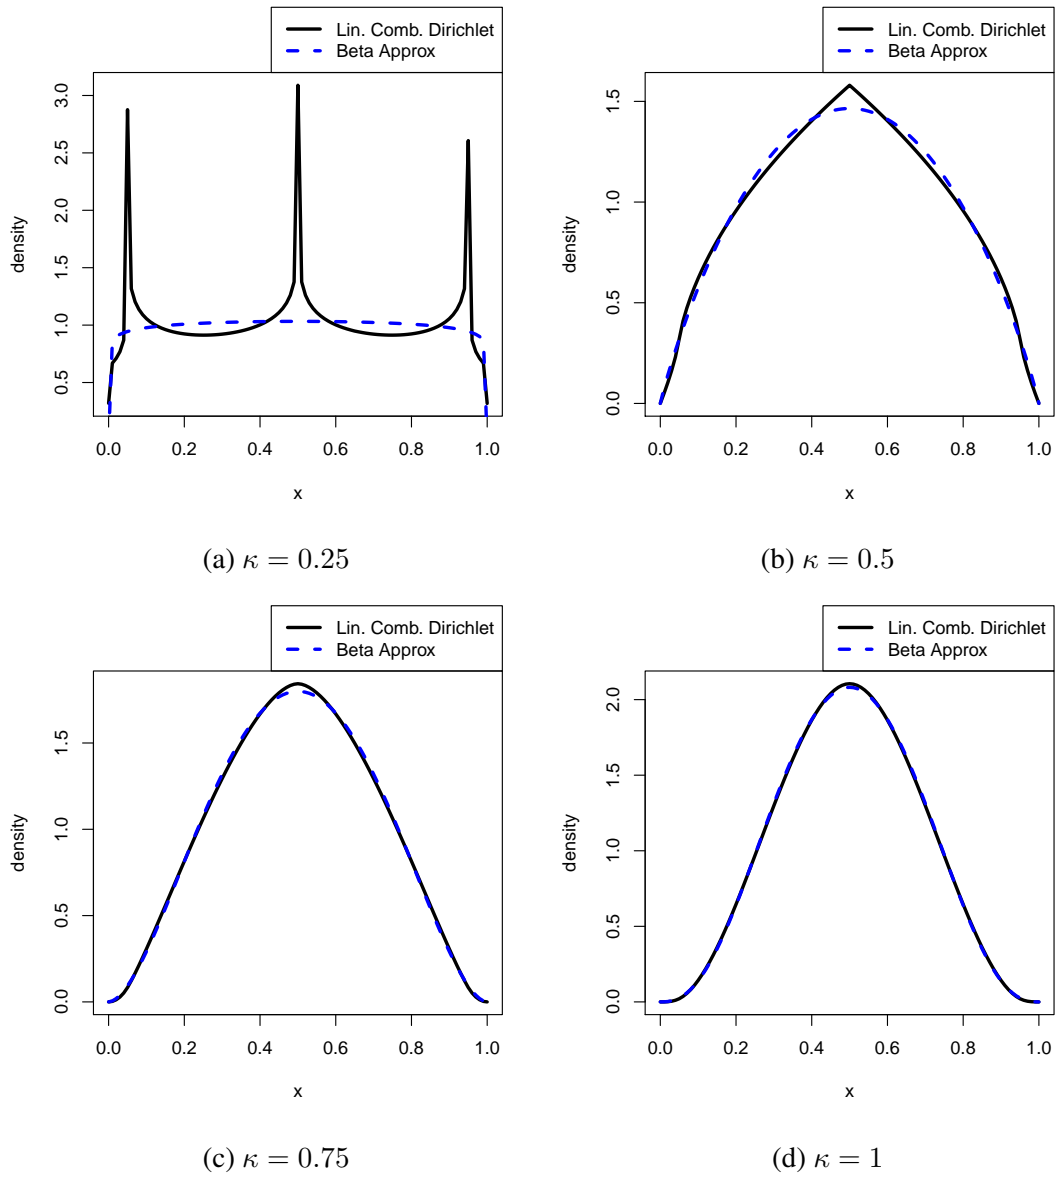 Lin. Comb. Dirichlet
Beta Approx
density
3.0
2.5
2.0
1.5
1.0
0.5
0.0 0.2 0.4 0.6 0.8 1.0
x
(a) κ = 0.25
Lin. Comb. Dirichlet
Beta Approx
density
1.5
1.0
0.5
0.0
0.0 0.2 0.4 0.6 0.8 1.0
x
(b) κ = 0.5
Lin. Comb. Dirichlet
Beta Approx
density
1.5
1.0
0.5
0.0
0.0 0.2 0.4 0.6 0.8 1.0
x
(c) κ = 0.75
Lin. Comb. Dirichlet
Beta Approx
density
2.0
1.5
1.0
0.5
0.0
0.0 0.2 0.4 0.6 0.8 1.0
x
(d) κ = 1